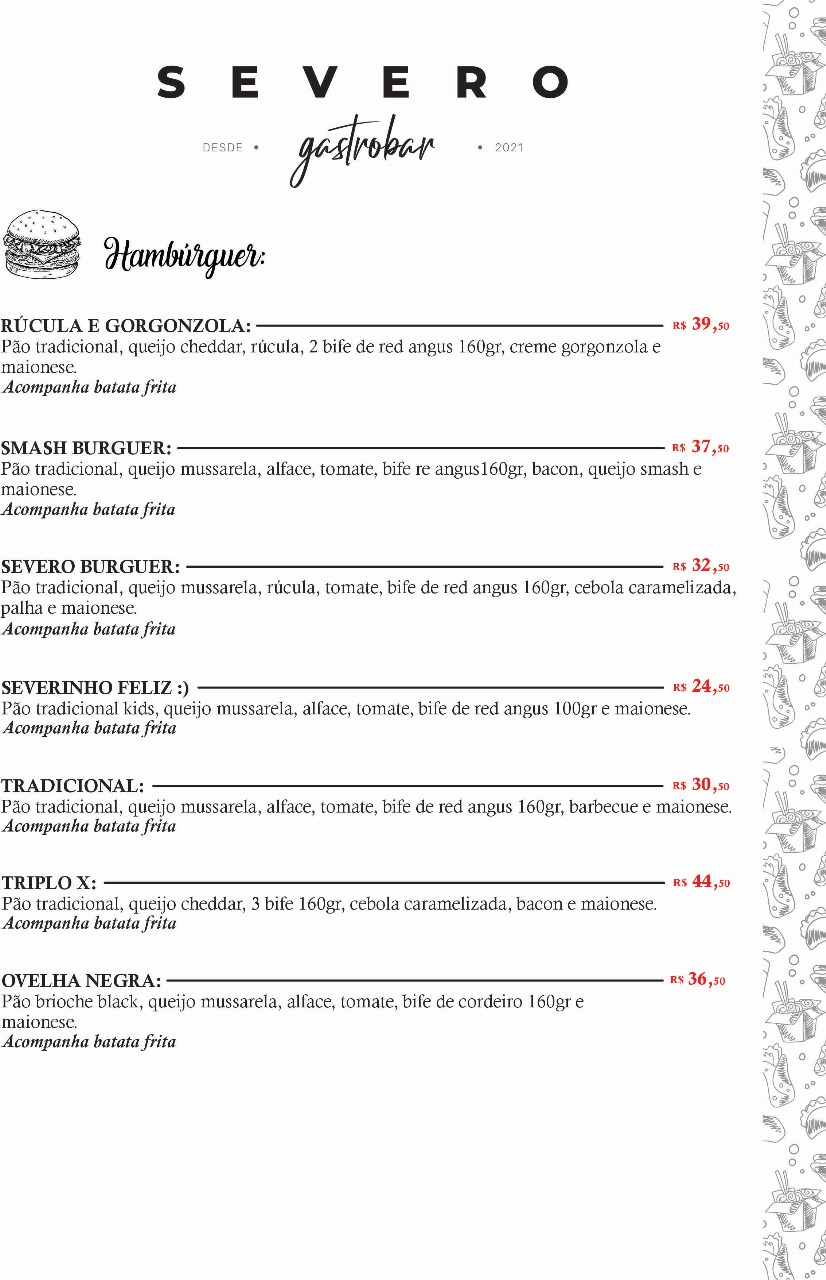 SEVERO
DESDE • gastrobar • 2021
Hambúrguer:
RÚCULA E GORGONZOLA: R$ 39,50
Pão tradicional, queijo cheddar, rúcula, 2 bife de red angus 160gr, creme gorgonzola e
maionese.
Acompanha batata frita
SMASH BURGUER: R$ 37,50
Pão tradicional, queijo mussarela, alface, tomate, bife re angus160gr, bacon, queijo smash e
maionese.
Acompanha batata frita
SEVERO BURGUER: R$ 32,50
Pão tradicional, queijo mussarela, rúcula, tomate, bife de red angus 160gr, cebola caramelizada,
palha e maionese.
Acompanha batata frita
SEVERINHO FELIZ :) R$ 24,50
Pão tradicional kids, queijo mussarela, alface, tomate, bife de red angus 100gr e maionese.
Acompanha batata frita
TRADICIONAL: R$ 30,50
Pão tradicional, queijo mussarela, alface, tomate, bife de red angus 160gr, barbecue e maionese.
Acompanha batata frita
TRIPLO X: R$ 44,50
Pão tradicional, queijo cheddar, 3 bife 160gr, cebola caramelizada, bacon e maionese.
Acompanha batata frita
OVELHA NEGRA: R$ 36,50
Pão brioche black, queijo mussarela, alface, tomate, bife de cordeiro 160gr e
maionese.
Acompanha batata frita